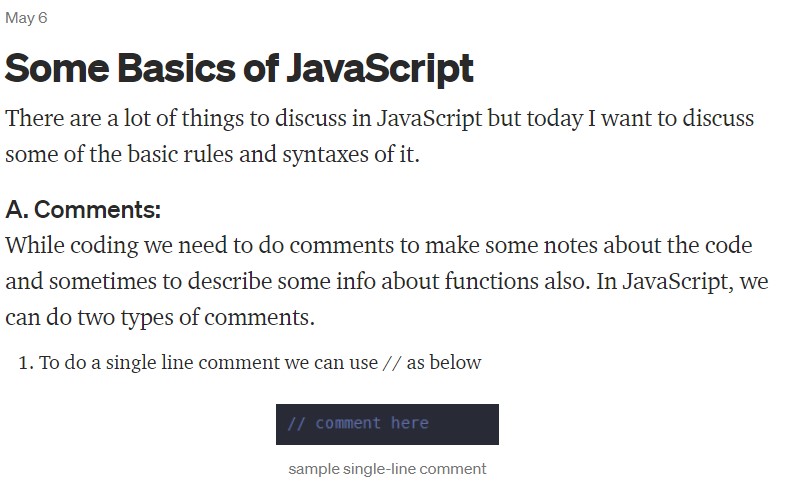 May 6
Some Basics of JavaScript
There are a lot of things to discuss in JavaScript but today I want to discuss
some of the basic rules and syntaxes of it.
A. Comments:
While coding we need to do comments to make some notes about the code
and sometimes to describe some info about functions also. In JavaScript, we
can do two types of comments.
1. To do a single line comment we can use // as below
// comment here
sample single-line comment